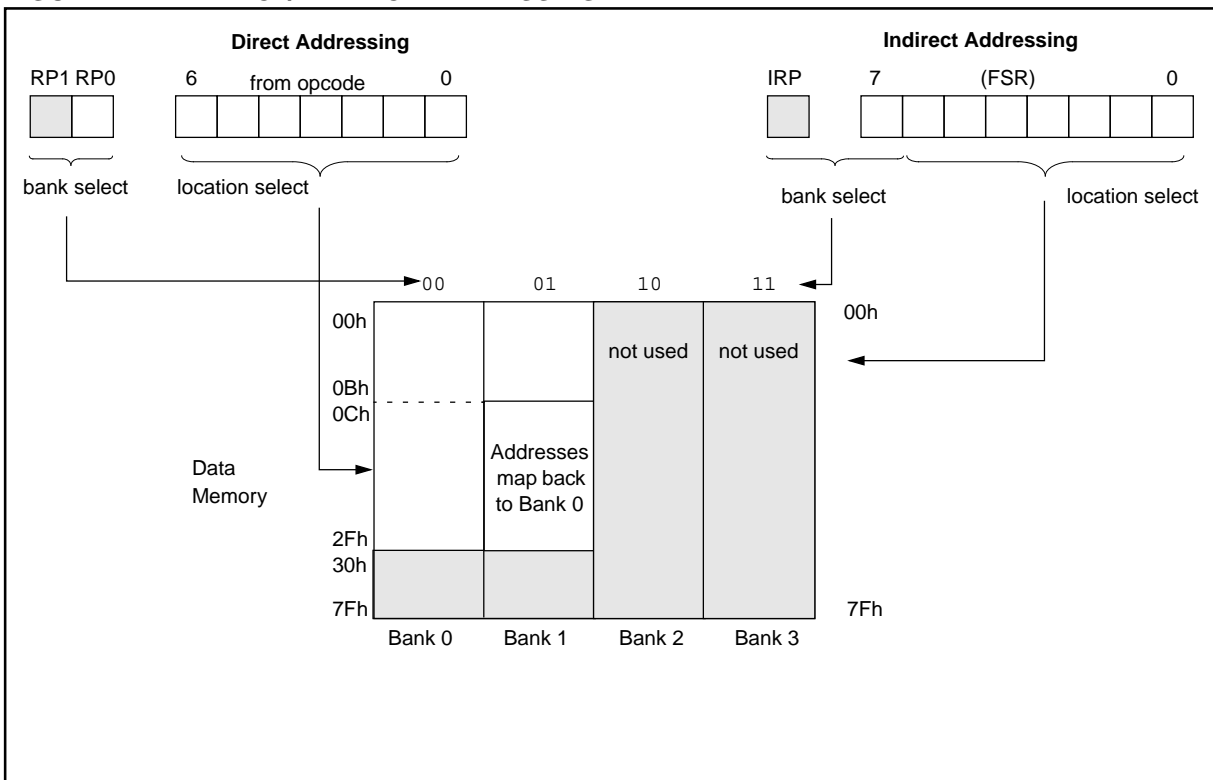 Direct Addressing
RP1 RP0
6 from opcode 0
bank select
location select
Indirect Addressing
IRP
7 (FSR) 0
bank select
location select
00 01 10 11
00h
0Bh
0Ch
2Fh
30h
7Fh
Data
Memory
Addresses
map back
to Bank 0
not used
not used
00h
7Fh
Bank 0 Bank 1 Bank 2 Bank 3